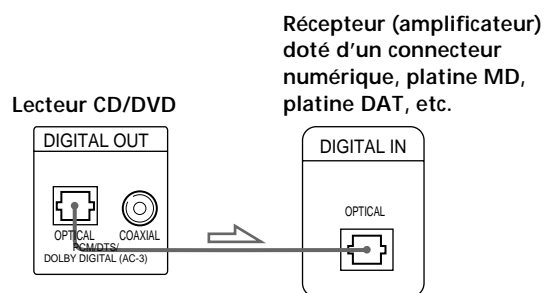 Récepteur (amplificateur)
doté d'un connecteur
numérique, platine MD,
platine DAT, etc.
Lecteur CD/DVD
DIGITAL OUT
OPTICAL
COAXIAL
PCM/DTS/
DOLBY DIGITAL (AC-3)
DIGITAL IN
OPTICAL